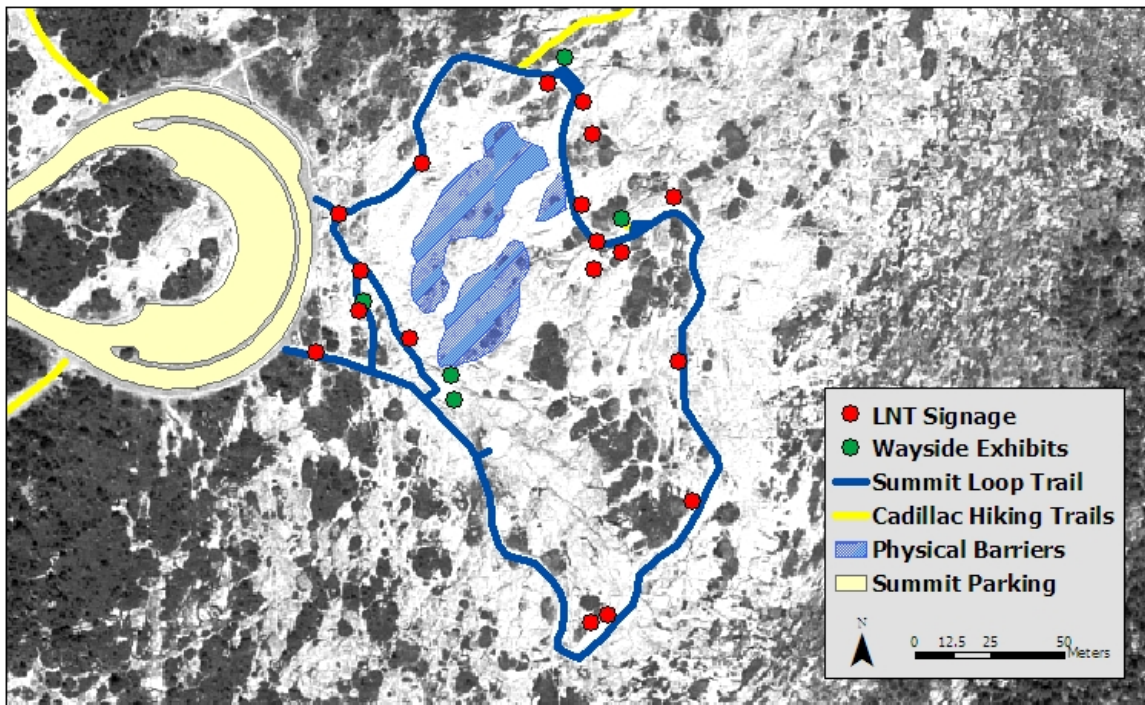 LNT Signage
Wayside Exhibits
Summit Loop Trail
Cadillac Hiking Trails
Physical Barriers
Summit Parking
N
0 12.5 25 50
Meters